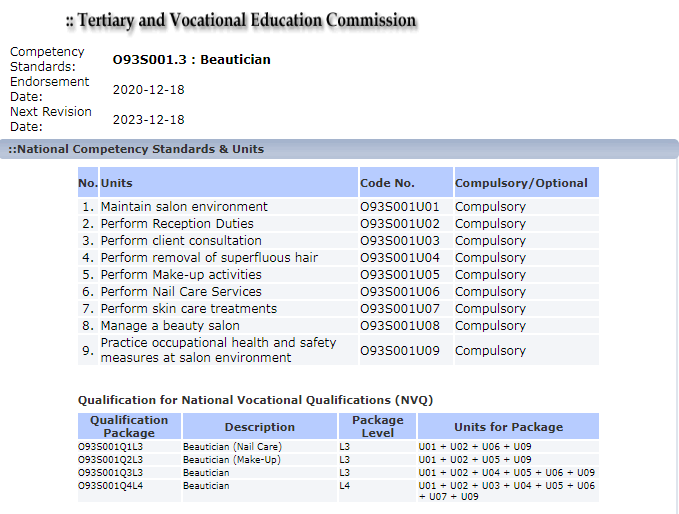 :: Tertiary and Vocational Education Commission
Competency
Standards:
O93S001.3 : Beautician
Endorsement
Date:
2020-12-18
Next Revision
Date:
2023-12-18
::National Competency Standards & Units
No. Units Code No. Compulsory/Optional
1. Maintain salon environment O93S001U01 Compulsory
2. Perform Reception Duties O93S001U02 Compulsory
3. Perform client consultation O93S001U03 Compulsory
4. Perform removal of superfluous hair O93S001U04 Compulsory
5. Perform Make-up activities O93S001U05 Compulsory
6. Perform Nail Care Services O93S001U06 Compulsory
7. Perform skin care treatments O93S001U07 Compulsory
8. Manage a beauty salon O93S001U08 Compulsory
9. Practice occupational health and safety
measures at salon environment O93S001U09 Compulsory
Qualification for National Vocational Qualifications (NVQ)
Qualification
Package
Description
Package
Level
Units for Package
O93S001Q1L3 Beautician (Nail Care) L3 U01 + U02 + U06 + U09
O93S001Q2L3 Beautician (Make-Up) L3 U01 + U02 + U05 + U09
O93S001Q3L3 Beautician L3 U01 + U02 + U04 + U05 + U06 + U09
O93S001Q4L4 Beautician L4 U01 + U02 + U03 + U04 + U05 + U06
+ U07 + U09